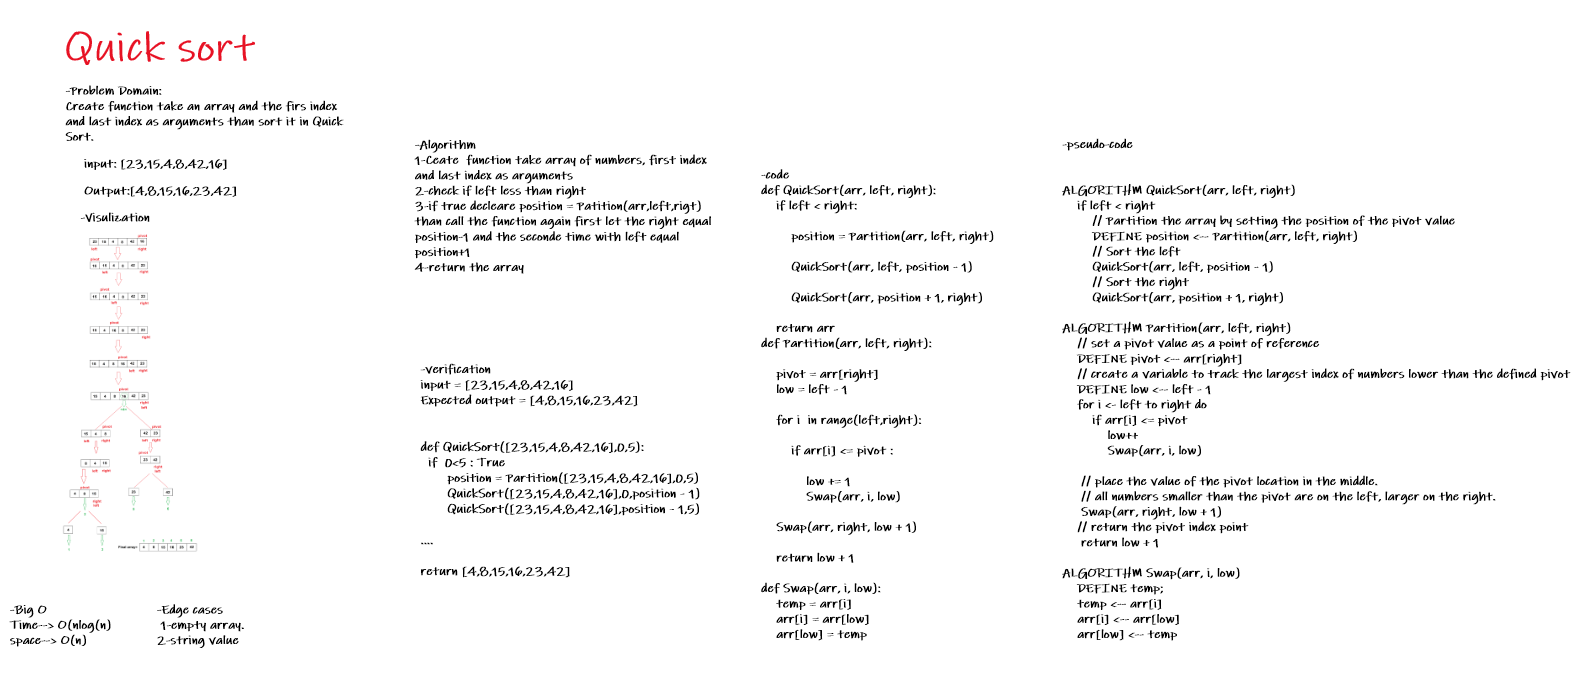 Quick sort
-Problem Domain:
Create function take an array and the firs index
and last index as arguments than sort it in Quick
Sort.
input: [23,15,4,8,42,16]
Output:[4,8,15,16,23,42]
-Visulization
-Big O
Time--> O(nlog(n)
space--> O(n)
-Edge cases
1-empty array.
2-string value
-Algorithm
1-Ceate function take array of numbers, first index
and last index as arguments
2-check if left less than right
3-if true decleare position = Patition(arr,left,rigt)
than call the function again first let the right equal
position-1 and the seconde time with left equal
position+1
4-return the array
-verification
input = [23,15,4,8,42,16]
Expected output = [4,8,15,16,23,42]
def QuickSort([23,15,4,8,42,16],0,5):
if 0<5 : True
position = Partition([23,15,4,8,42,16],0,5)
QuickSort([23,15,4,8,42,16],0,position - 1)
QuickSort([23,15,4,8,42,16],position - 1,5)
....
return [4,8,15,16,23,42]
-code
def QuickSort(arr, left, right):
if left < right:
position = Partition(arr, left, right)
QuickSort(arr, left, position - 1)
QuickSort(arr, position + 1, right)
return arr
def Partition(arr, left, right):
pivot = arr[right]
low = left - 1
for i in range(left,right):
if arr[i] <= pivot :
low += 1
Swap(arr, i, low)
Swap(arr, right, low + 1)
return low + 1
def Swap(arr, i, low):
temp = arr[i]
arr[i] = arr[low]
arr[low] = temp
-pseudo-code
ALGORITHM QuickSort(arr, left, right)
if left < right
// Partition the array by setting the position of the pivot value
DEFINE position <-- Partition(arr, left, right)
// Sort the left
QuickSort(arr, left, position - 1)
// Sort the right
QuickSort(arr, position + 1, right)
ALGORITHM Partition(arr, left, right)
// set a pivot value as a point of reference
DEFINE pivot <-- arr[right]
// create a variable to track the largest index of numbers lower than the defined pivot
DEFINE low <-- left - 1
for i <- left to right do
if arr[i] <= pivot
low++
Swap(arr, i, low)
// place the value of the pivot location in the middle.
// all numbers smaller than the pivot are on the left, larger on the right.
Swap(arr, right, low + 1)
// return the pivot index point
return low + 1
ALGORITHM Swap(arr, i, low)
DEFINE temp;
temp <-- arr[i]
arr[i] <-- arr[low]
arr[low] <-- temp